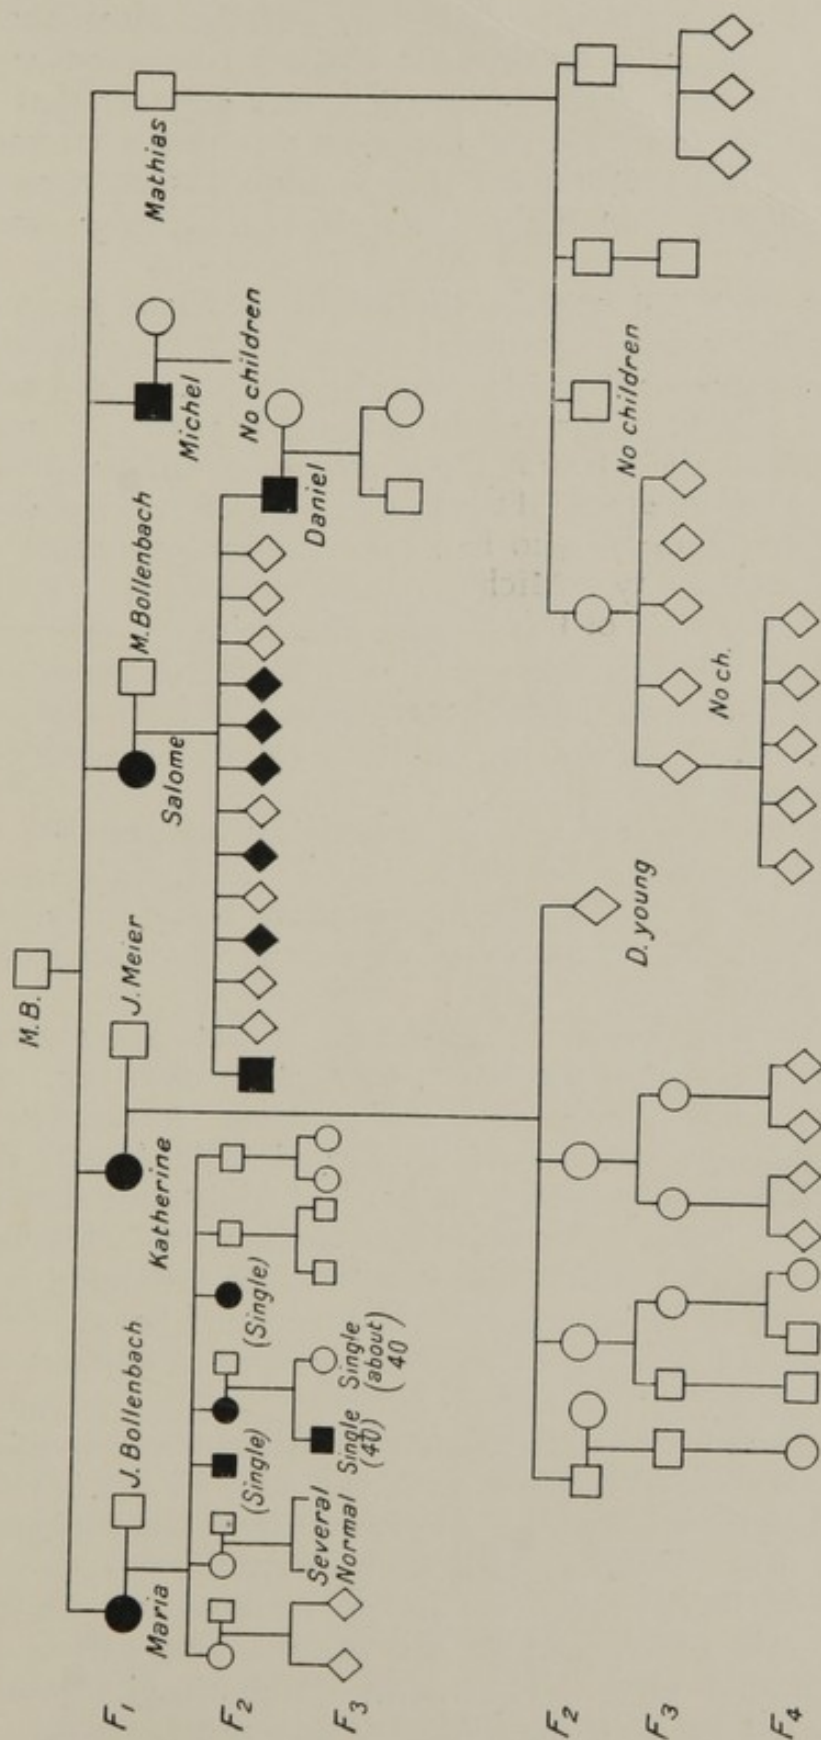 M.B.
F₁
Maria
J. Bollenbach
Katherine
J. Meier
Salome
M. Bollenbach
Michel
No children
Mathias
F₂
(Single)
(Single)
Daniel
F₃
Several
Normal
Single
(40)
Single
(about
40)
F₂
D. young
No children
F₃
No ch.
F₄